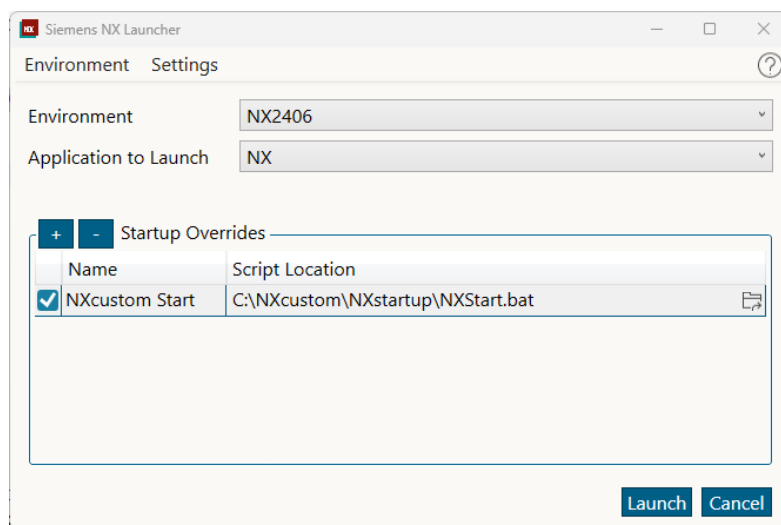 NX Siemens NX Launcher
Environment Settings
Environment NX2406
Application to Launch NX
+ - Startup Overrides
Name Script Location
NXcustom Start C:\NXcustom\NXstartup\NXStart.bat
Launch Cancel